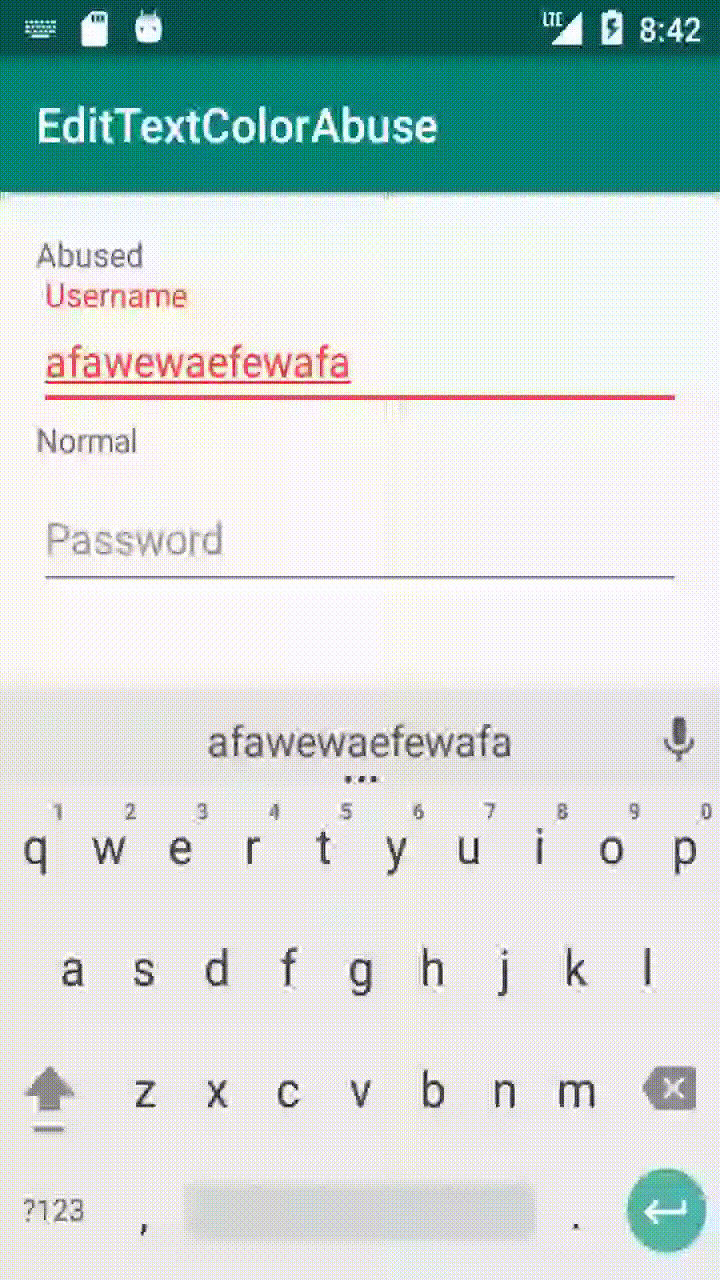 LTE 8:42
EditTextColorAbuse
Abused
Username
afawewaefewafa
Normal
Password
afawewaefewafa
1 2 3 4 5 6 7 8 9 0
q w e r t y u i o p
a s d f g h j k l
z x c v b n m
?123 , .